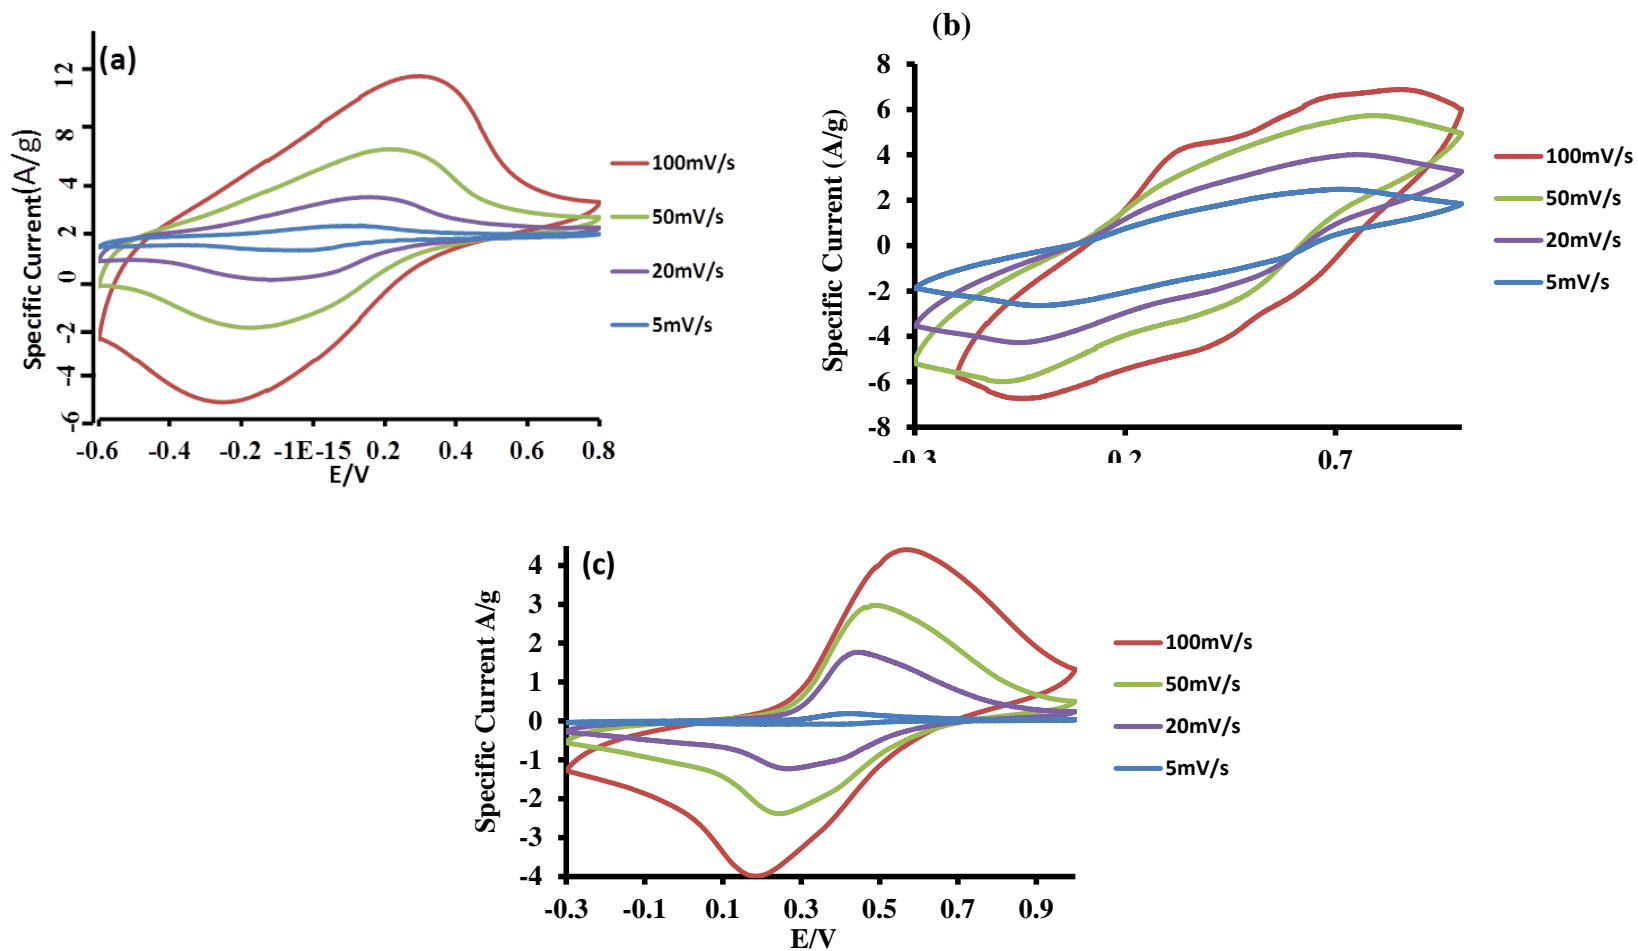 (a)
Specific Current(A/g)
12
8
4
2
0
-2
-4
-6
-0.6 -0.4 -0.2 -1E-15 0.2 0.4 0.6 0.8
E/V
100mV/s
50mV/s
20mV/s
5mV/s
(b)
Specific Current (A/g)
8
6
4
2
0
-2
-4
-6
-8
-0.3 0.2 0.7
100mV/s
50mV/s
20mV/s
5mV/s
(c)
Specific Current A/g
4
3
2
1
0
-1
-2
-3
-4
-0.3 -0.1 0.1 0.3 0.5 0.7 0.9
E/V
100mV/s
50mV/s
20mV/s
5mV/s